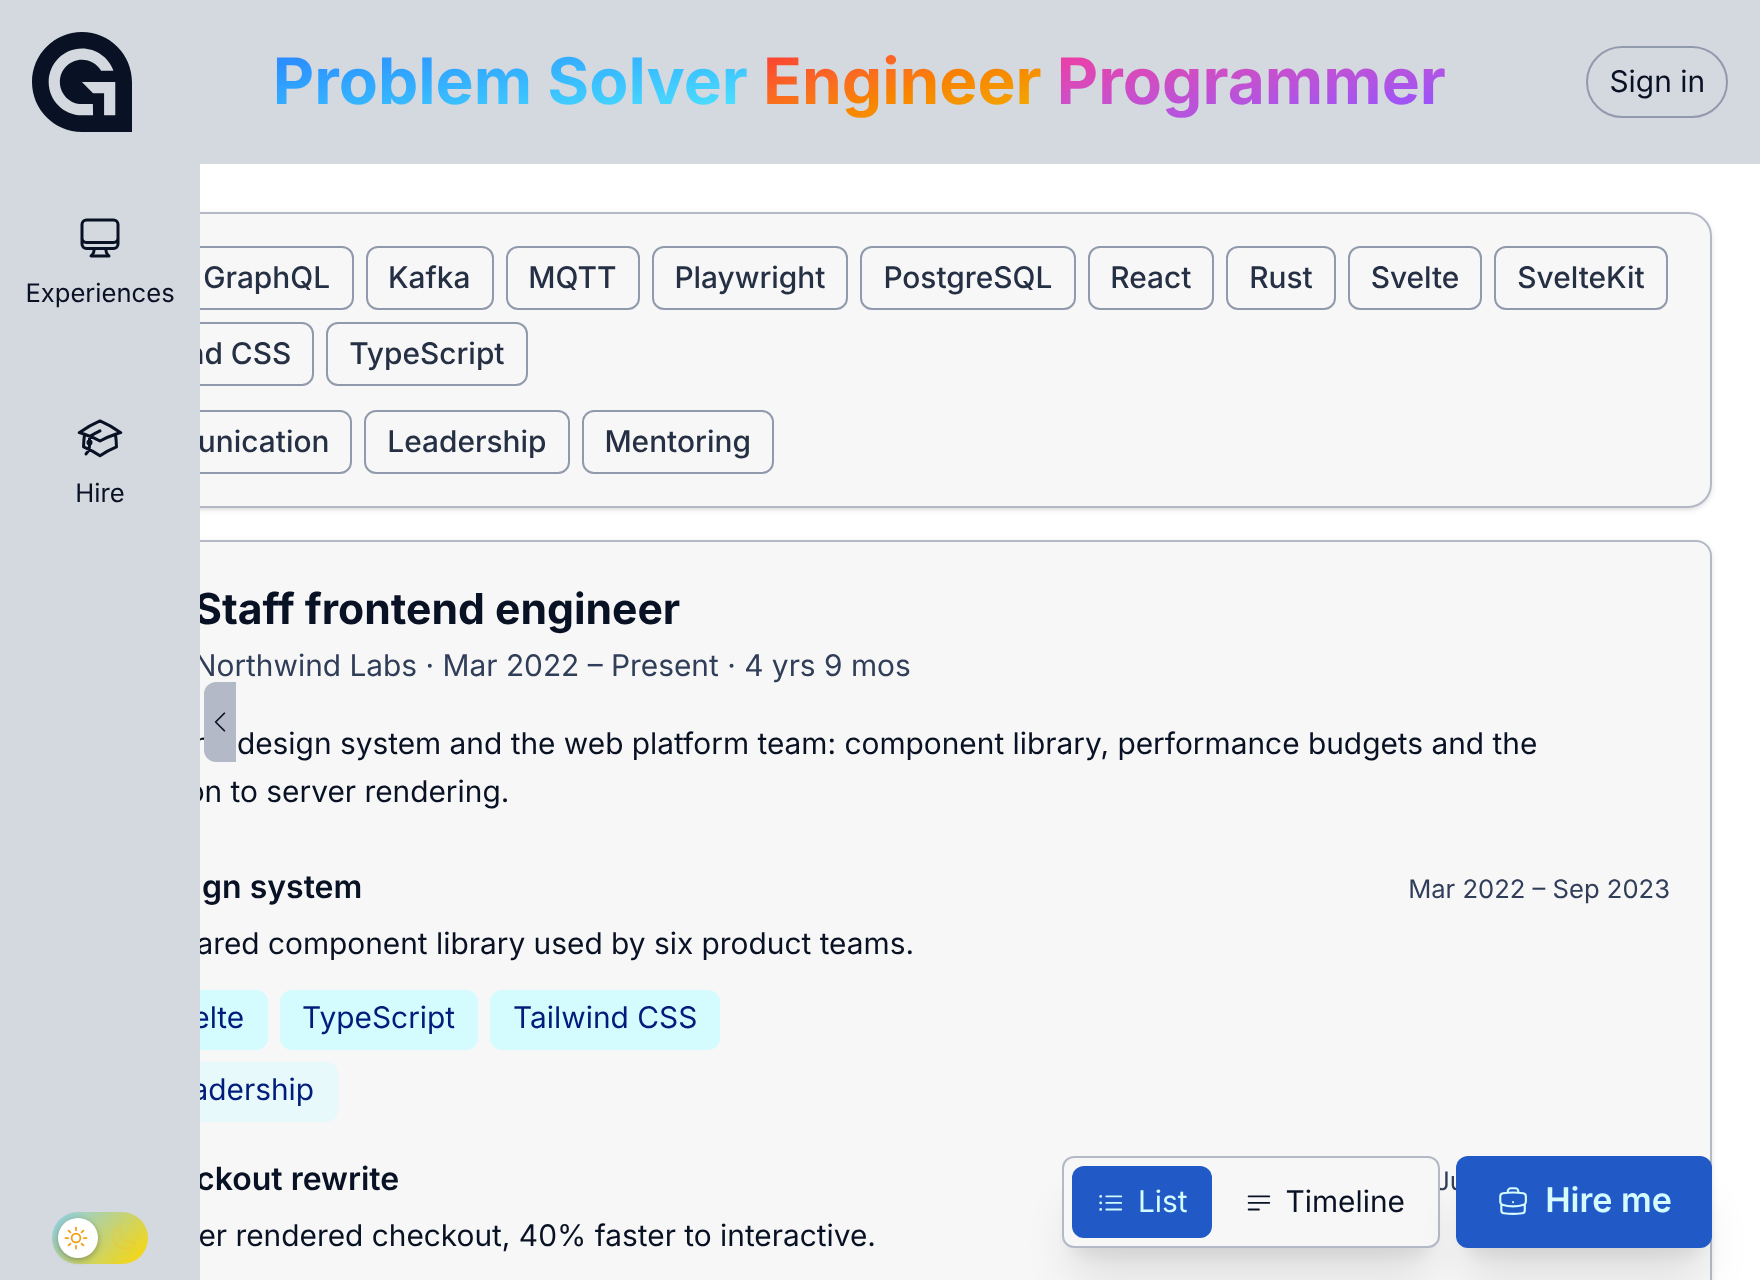 Problem Solver Engineer Programmer
Sign in
Experiences
Hire
GraphQL Kafka MQTT Playwright PostgreSQL React Rust Svelte SvelteKit
CSS TypeScript
Leadership Mentoring
Staff frontend engineer
Northwind Labs · Mar 2022 – Present · 4 yrs 9 mos
design system and the web platform team: component library, performance budgets and the
to server rendering.
system Mar 2022 – Sep 2023
component library used by six product teams.
TypeScript Tailwind CSS
rewrite
rendered checkout, 40% faster to interactive.
List Timeline
Hire me